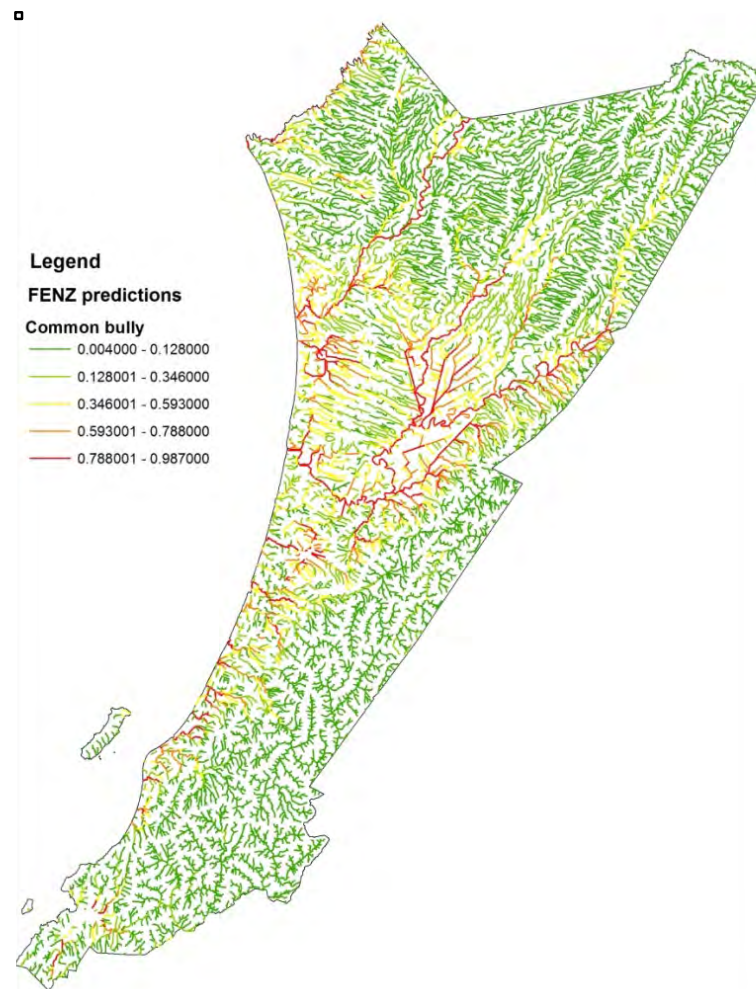 Legend
FENZ predictions
Common bully
0.004000 - 0.128000
0.128001 - 0.346000
0.346001 - 0.593000
0.593001 - 0.788000
0.788001 - 0.987000